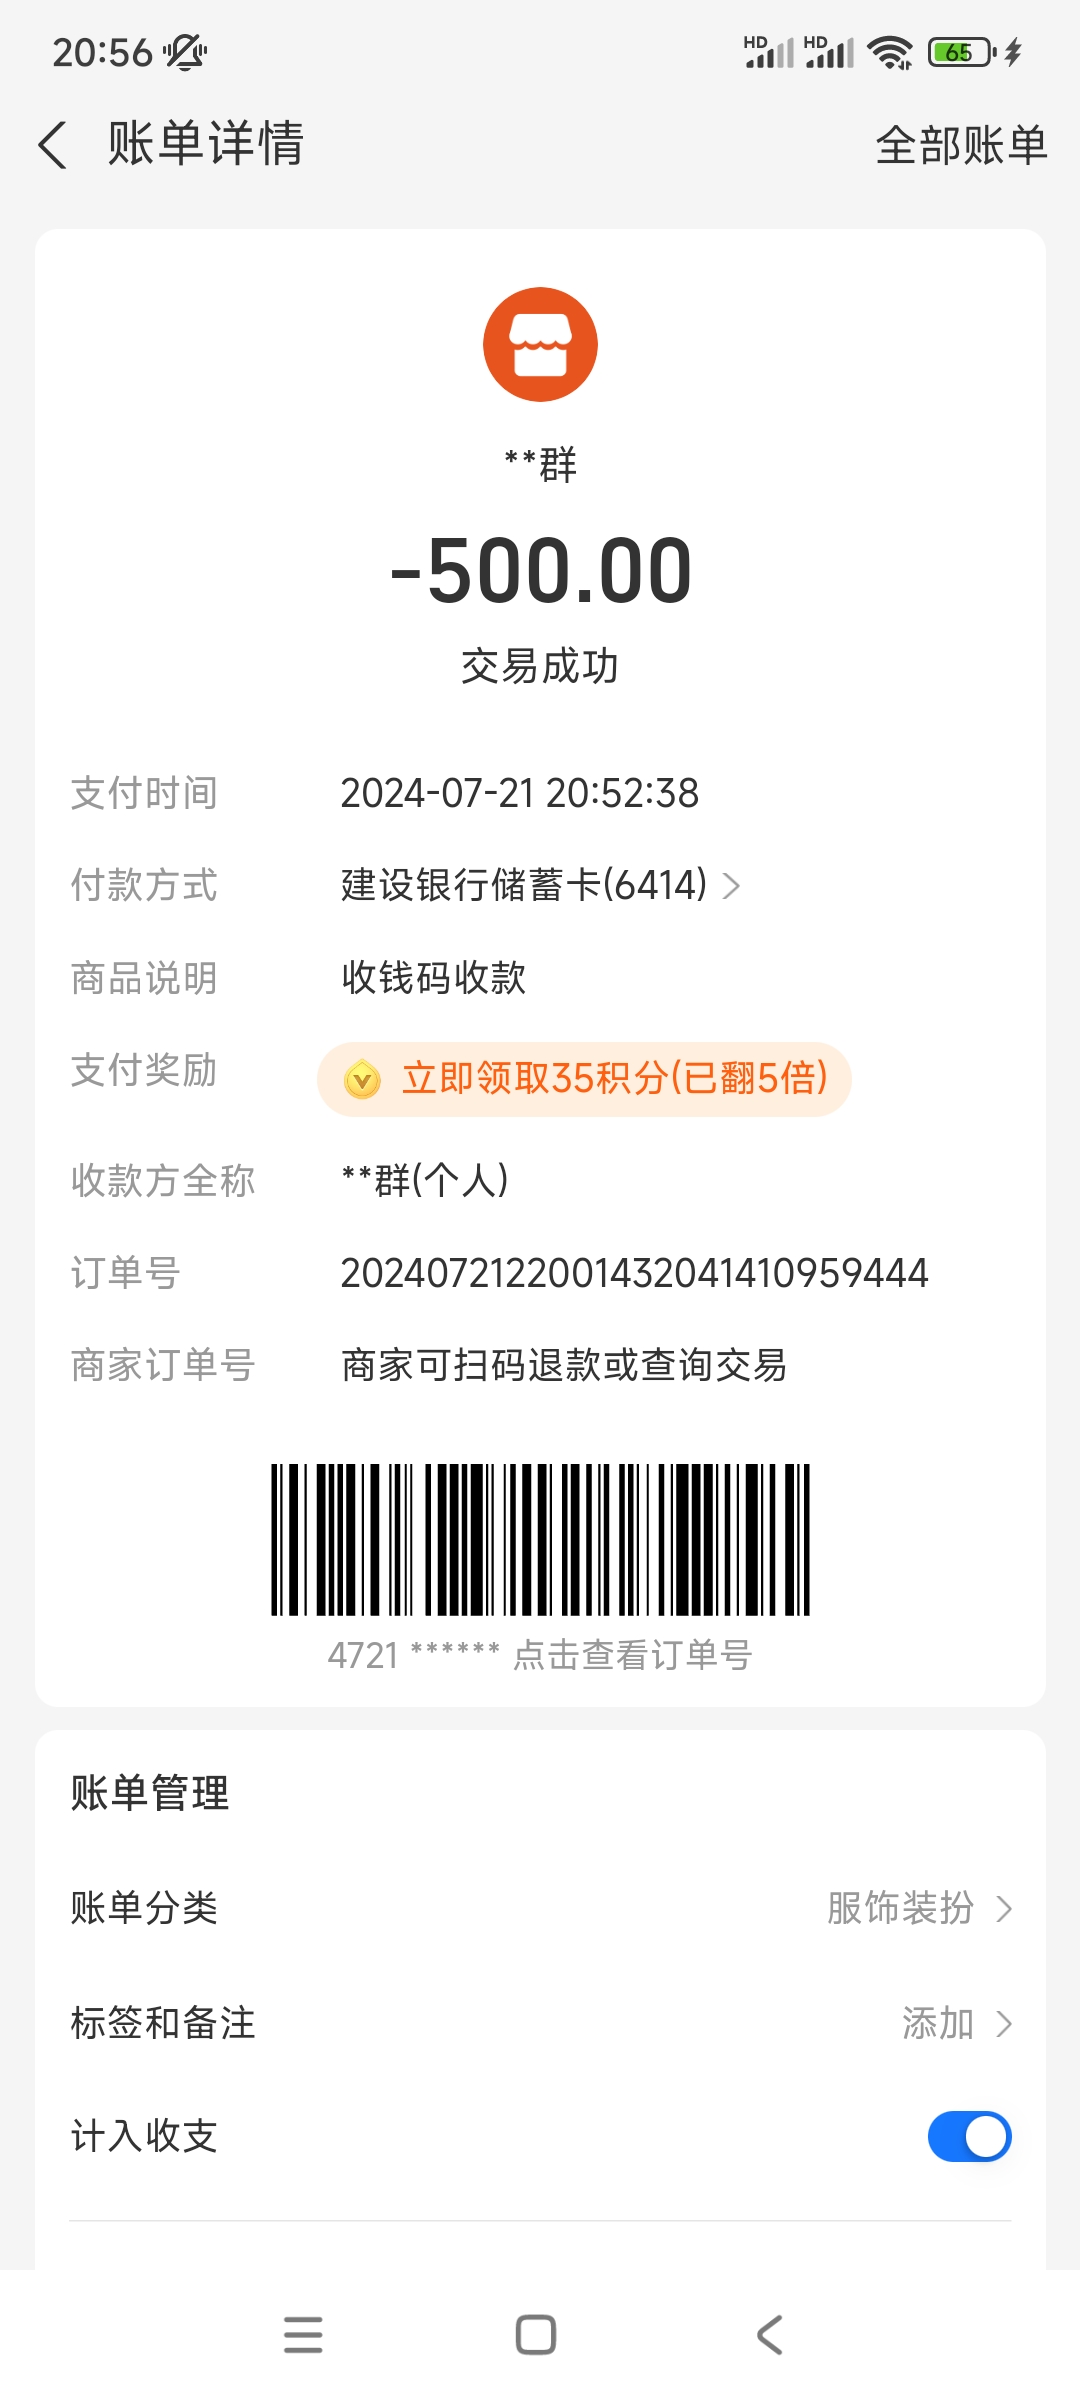 20:56
HD HD 65
账单详情
全部账单
**群
-500.00
交易成功
支付时间 2024-07-21 20:52:38
付款方式 建设银行储蓄卡(6414)
商品说明 收钱码收款
支付奖励 立即领取35积分(已翻5倍)
收款方全称 **群(个人)
订单号 2024072122001432041410959444
商家订单号 商家可扫码退款或查询交易
4721 ****** 点击查看订单号
账单管理
账单分类 服饰装扮
标签和备注 添加
计入收支